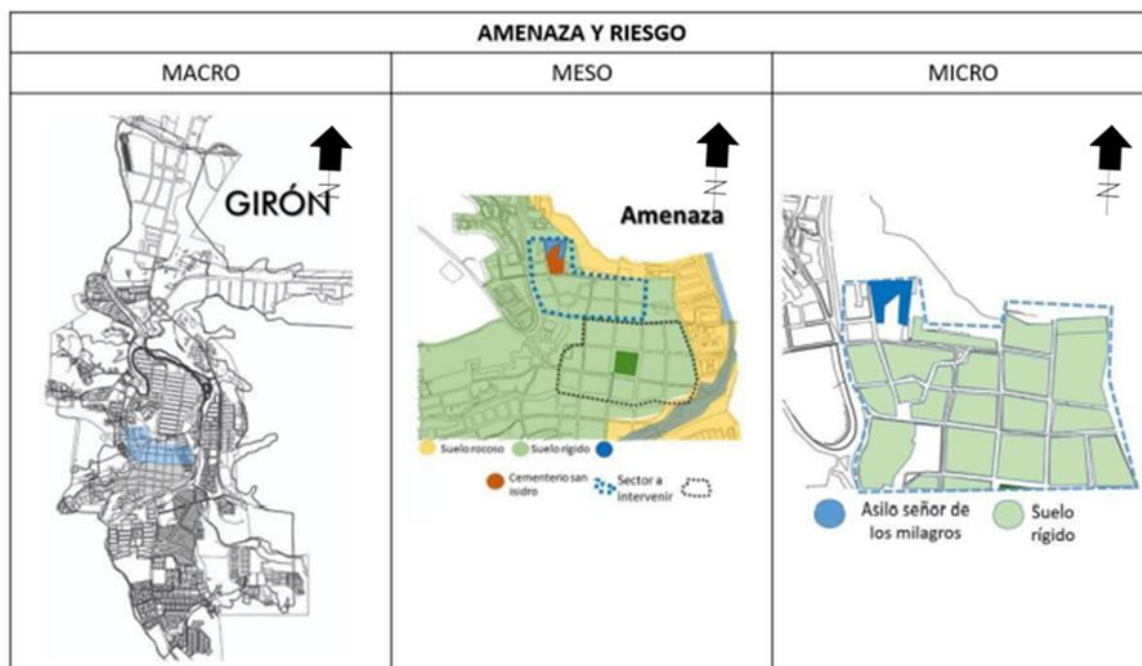 AMENAZA Y RIESGO
MACRO
MESO
MICRO
GIRÓN
N
Amenaza
N
N
Suelo rocoso
Suelo rígido
Cementerio san
isidro
Sector a
intervenir
Asilo señor de
los milagros
Suelo
rígido